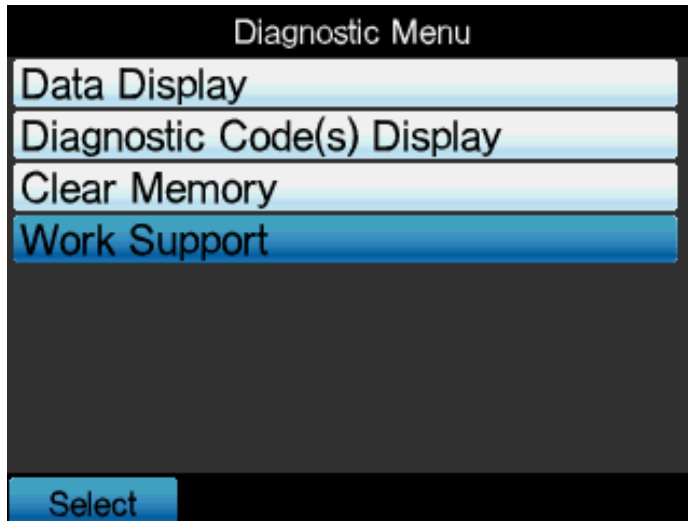 Diagnostic Menu
Data Display
Diagnostic Code(s) Display
Clear Memory
Work Support
Select